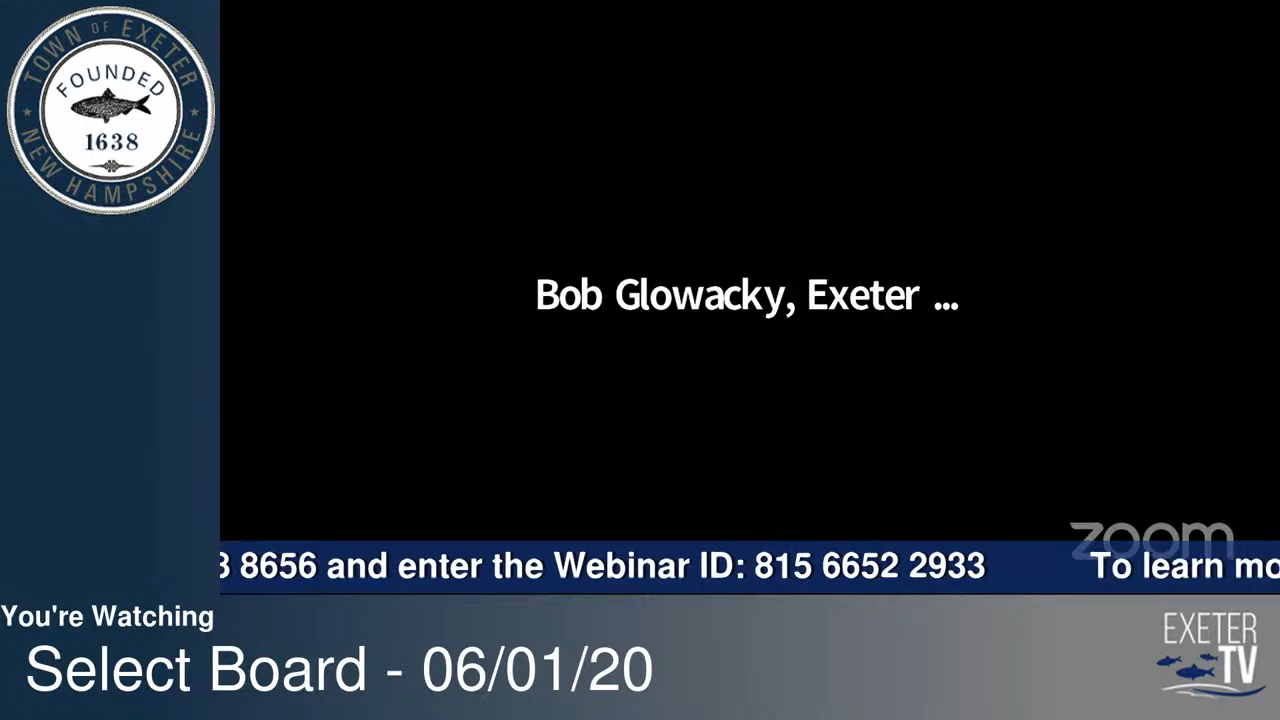 TOWN OF EXETER
FOUNDED
1638
NEW HAMPSHIRE
Bob Glowacky, Exeter ...
zoom
8656 and enter the Webinar ID: 815 6652 2933
To learn
You're Watching
Select Board - 06/01/20
EXETER
TV